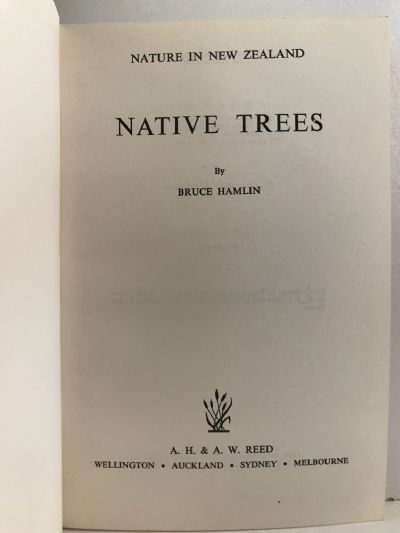 NATURE IN NEW ZEALAND
NATIVE TREES
By
BRUCE HAMLIN
A. H. & A. W. REED
WELLINGTON • AUCKLAND • SYDNEY • MELBOURNE